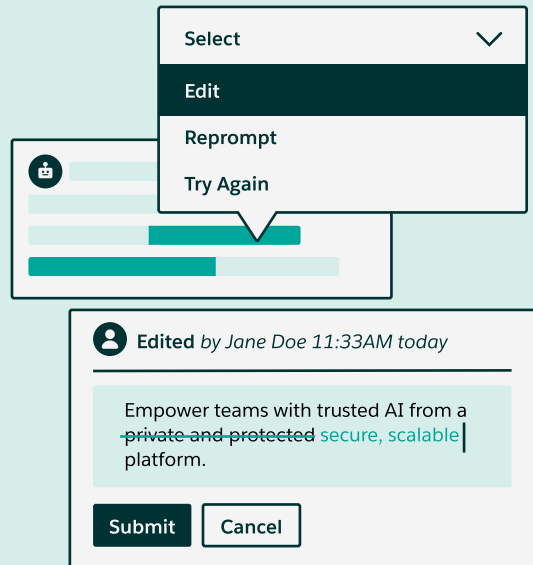 Select
Edit
Reprompt
Try Again
Edited by Jane Doe 11:33AM today
Empower teams with trusted AI from a
private and protected secure, scalable
platform.
Submit
Cancel